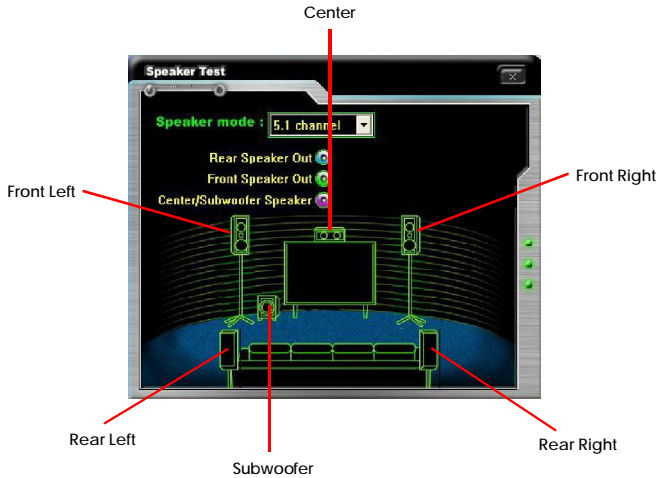 Center
Speaker Test
Speaker mode : 5.1 channel
Rear Speaker Out
Front Speaker Out
Center/Subwoofer Speaker
Front Left
Front Right
Rear Left
Rear Right
Subwoofer